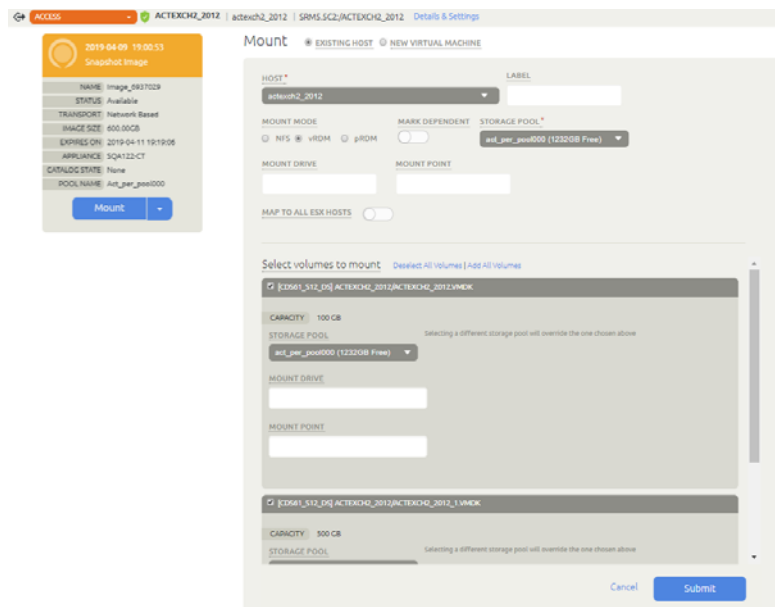 ACCESS
ACTEXCH2_2012 | actexch2_2012 | SRMS.SC2:/ACTEXCH2_2012 Details & Settings
2019-04-09 19:00:53
Snapshot Image
NAME Image_6937029
STATUS Available
TRANSPORT Network Based
IMAGE SIZE 600.00GB
EXPIRES ON 2019-04-11 19:19:06
APPLIANCE SQA122-CT
CATALOG STATE None
POOL NAME Act_per_pool000
Mount
Mount EXISTING HOST NEW VIRTUAL MACHINE
HOST* LABEL
actexch2_2012
MOUNT MODE MARK DEPENDENT STORAGE POOL*
NFS vRDM pRDM act_per_pool000 (1232GB Free)
MOUNT DRIVE MOUNT POINT
MAP TO ALL ESX HOSTS
Select volumes to mount Deselect All Volumes | Add All Volumes
[CDS61_S12_DS] ACTEXCH2_2012/ACTEXCH2_2012.VMDK
CAPACITY 100 GB
STORAGE POOL Selecting a different storage pool will override the one chosen above
act_per_pool000 (1232GB Free)
MOUNT DRIVE
MOUNT POINT
[CDS61_S12_DS] ACTEXCH2_2012/ACTEXCH2_2012_1.VMDK
CAPACITY 500 GB
STORAGE POOL Selecting a different storage pool will override the one chosen above
Cancel Submit